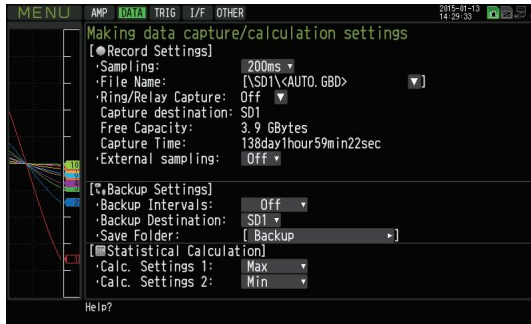 MENU AMP DATA TRIG I/F OTHER 2015-01-13
14:29:33
Making data capture/calculation settings
[●Record Settings]
·Sampling: 200ms ▼
·File Name: [\SD1\<AUTO.GBD> ▼]
·Ring/Relay Capture: Off ▼
Capture destination: SD1
Free Capacity: 3.9 GBytes
Capture Time: 138day1hour59min22sec
·External sampling: Off ▼
[Backup Settings]
·Backup Intervals: Off ▼
·Backup Destination: SD1 ▼
·Save Folder: [ Backup ▸]
[Statistical Calculation]
·Calc. Settings 1: Max ▼
·Calc. Settings 2: Min ▼
Help?
10
2
1